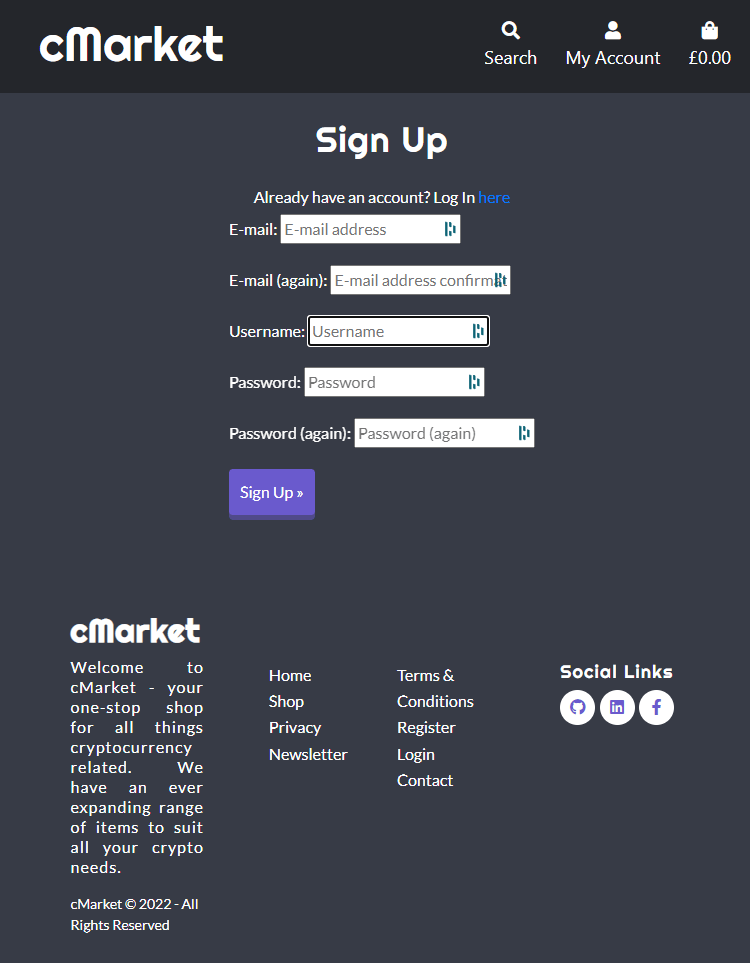 cMarket
Search
My Account
£0.00
Sign Up
Already have an account? Log In here
E-mail: E-mail address
E-mail (again): E-mail address confirmat
Username: Username
Password: Password
Password (again): Password (again)
Sign Up »
cMarket
Welcome to
cMarket - your
one-stop shop
for all things
cryptocurrency
related. We
have an ever
expanding range
of items to suit
all your crypto
needs.
cMarket © 2022 - All
Rights Reserved
Home
Shop
Privacy
Newsletter
Terms &
Conditions
Register
Login
Contact
Social Links